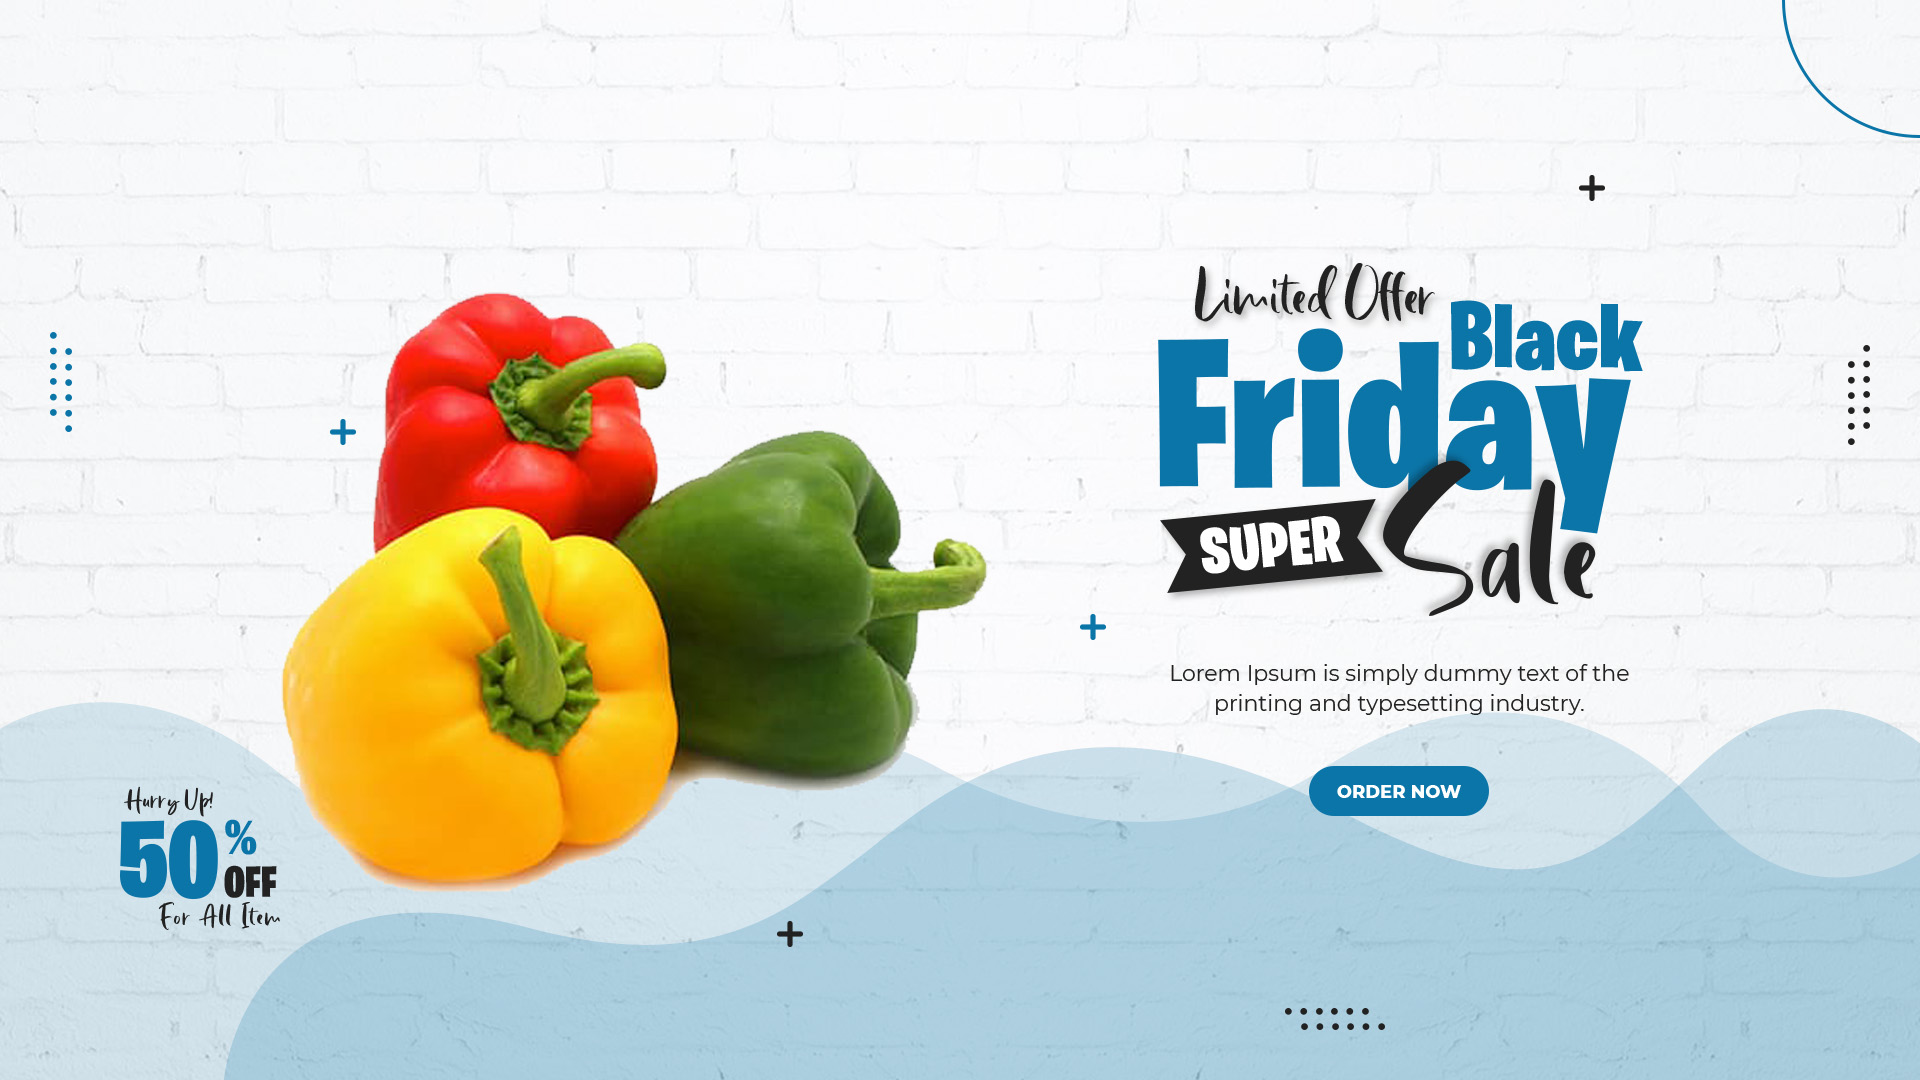 Limited Offer
Black
Friday
SUPER Sale
Lorem Ipsum is simply dummy text of the
printing and typesetting industry.
ORDER NOW
Hurry Up!
50%
OFF
For All Item